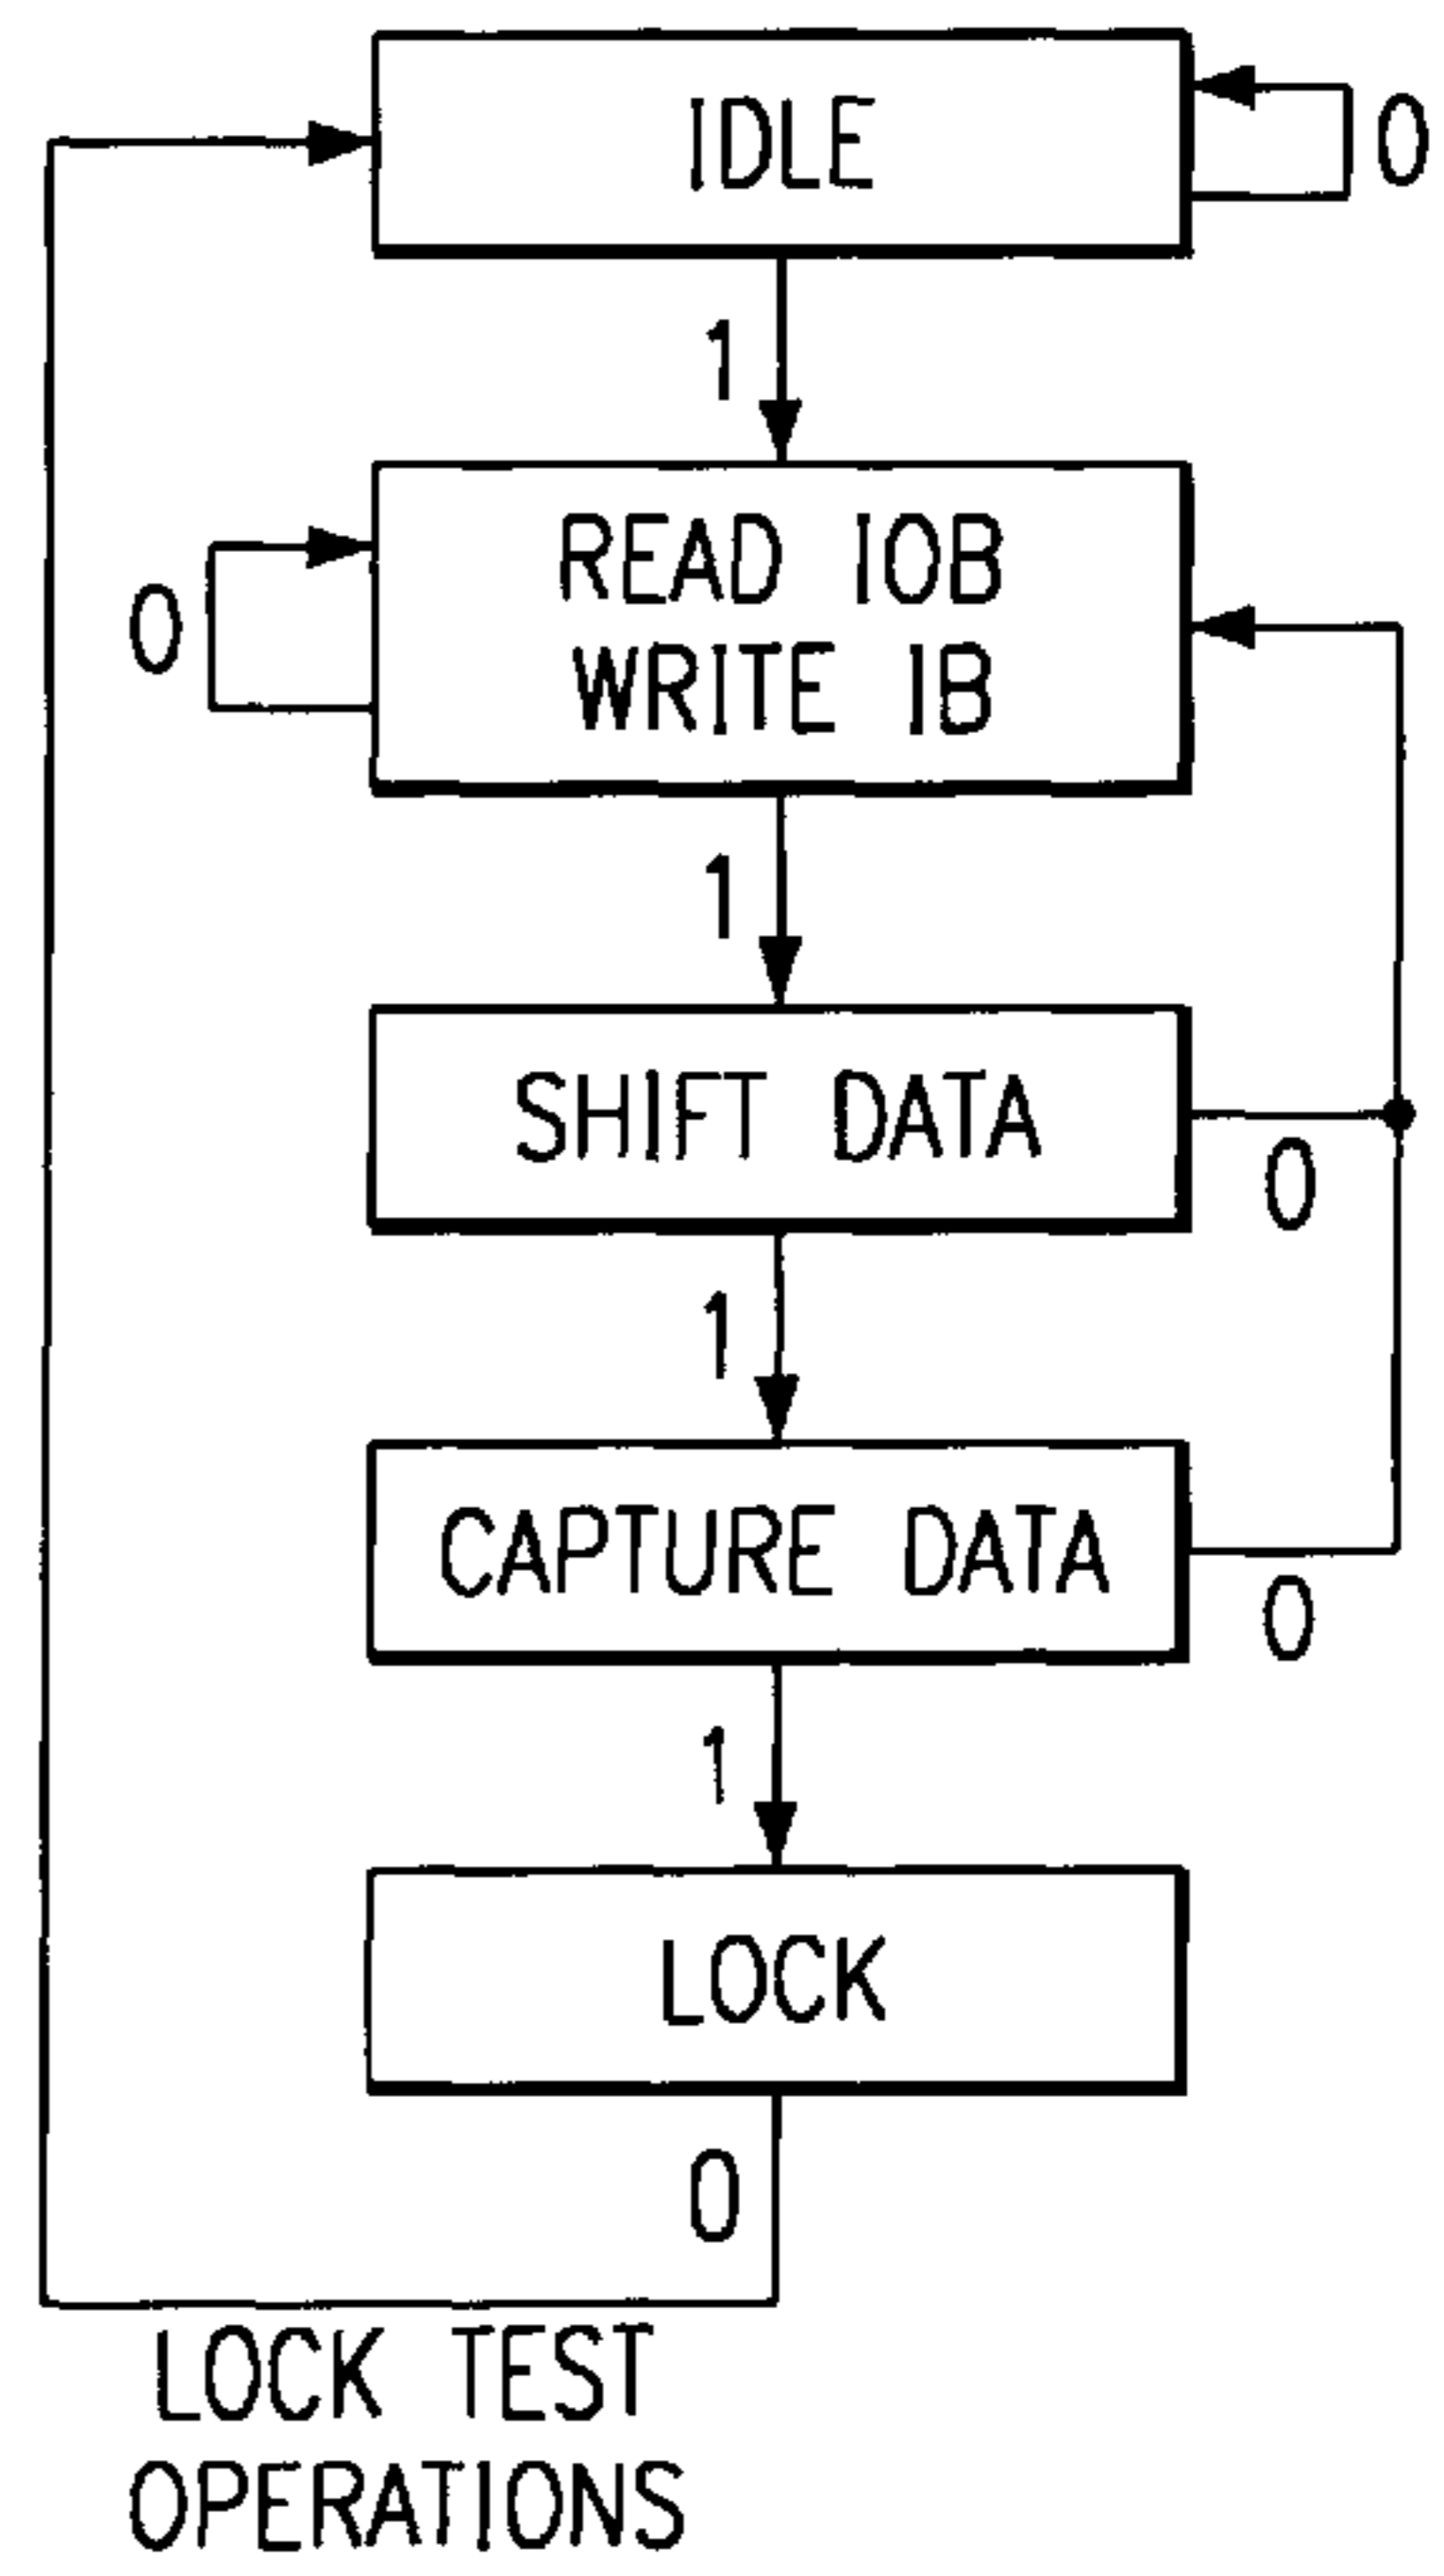 IDLE
0
1
READ IOB
WRITE IB
0
1
SHIFT DATA
0
1
CAPTURE DATA
0
1
LOCK
0
LOCK TEST
OPERATIONS